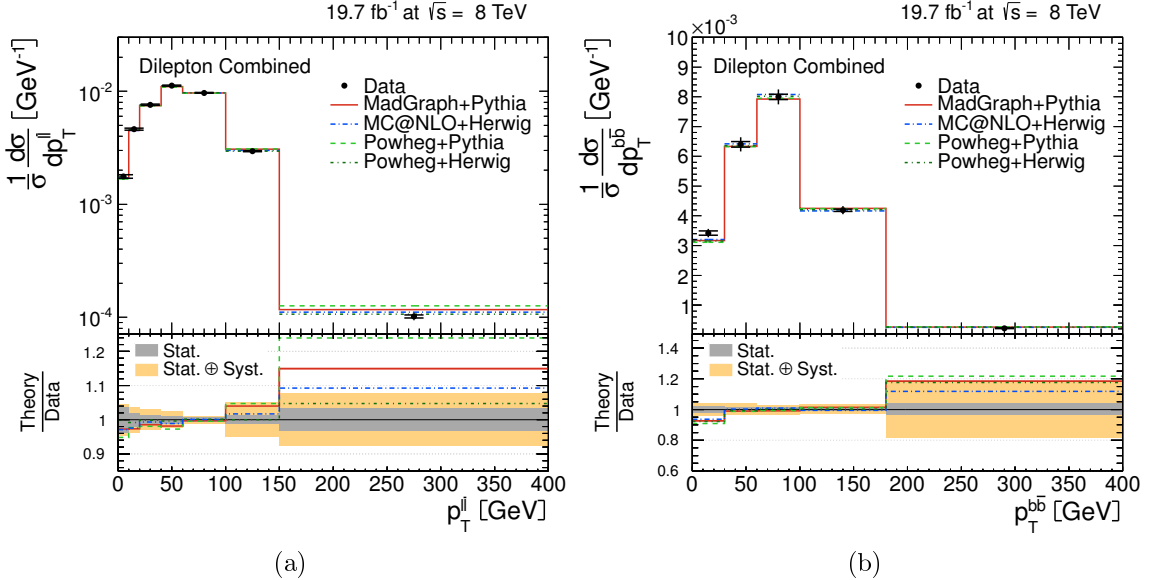 19.7 fb⁻¹ at √s = 8 TeV
Dilepton Combined
Data
MadGraph+Pythia
MC@NLO+Herwig
Powheg+Pythia
Powheg+Herwig
1/σ dσ/dp_T^{ll̄} [GeV⁻¹]
10⁻²
10⁻³
10⁻⁴
Stat.
Stat. ⊕ Syst.
Theory/Data
1.2
1.1
1
0.9
0 50 100 150 200 250 300 350 400
p_T^{ll̄} [GeV]
(a)
19.7 fb⁻¹ at √s = 8 TeV
×10⁻³
Dilepton Combined
Data
MadGraph+Pythia
MC@NLO+Herwig
Powheg+Pythia
Powheg+Herwig
1/σ dσ/dp_T^{bb̄} [GeV⁻¹]
10
9
8
7
6
5
4
3
2
1
Stat.
Stat. ⊕ Syst.
Theory/Data
1.4
1.2
1
0.8
0.6
0 50 100 150 200 250 300 350 400
p_T^{bb̄} [GeV]
(b)